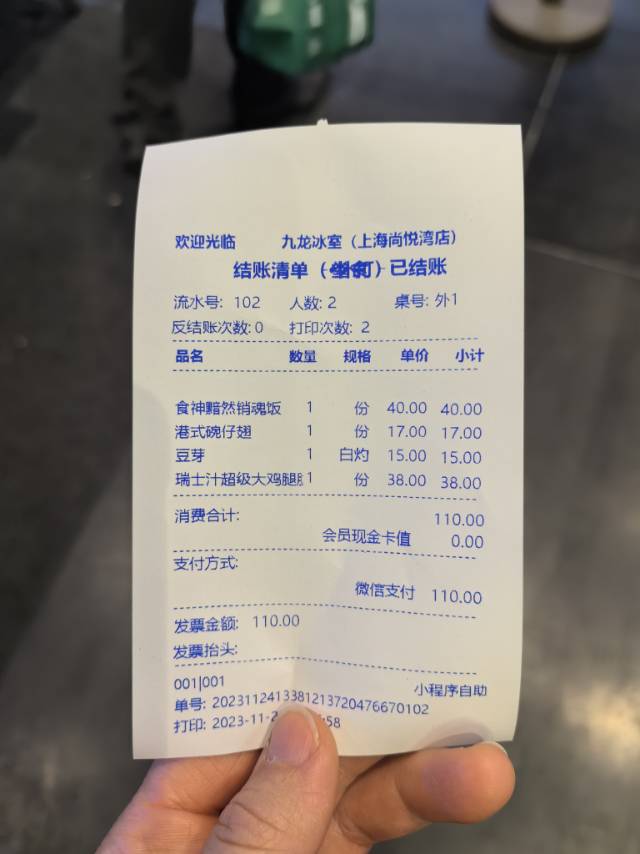 欢迎光临 九龙冰室（上海尚悦湾店）
结账清单（）已结账
流水号: 102 人数: 2 桌号: 外1
反结账次数: 0 打印次数: 2
品名 数量 规格 单价 小计
食神黯然销魂饭 1 份 40.00 40.00
港式碗仔翅 1 份 17.00 17.00
豆芽 1 白灼 15.00 15.00
瑞士汁超级大鸡腿 1 份 38.00 38.00
消费合计: 110.00
会员现金卡值 0.00
支付方式:
微信支付 110.00
发票金额: 110.00
发票抬头:
001|001 小程序自助
单号: 2023112413381213720476670102
打印: 2023-11-2 :58